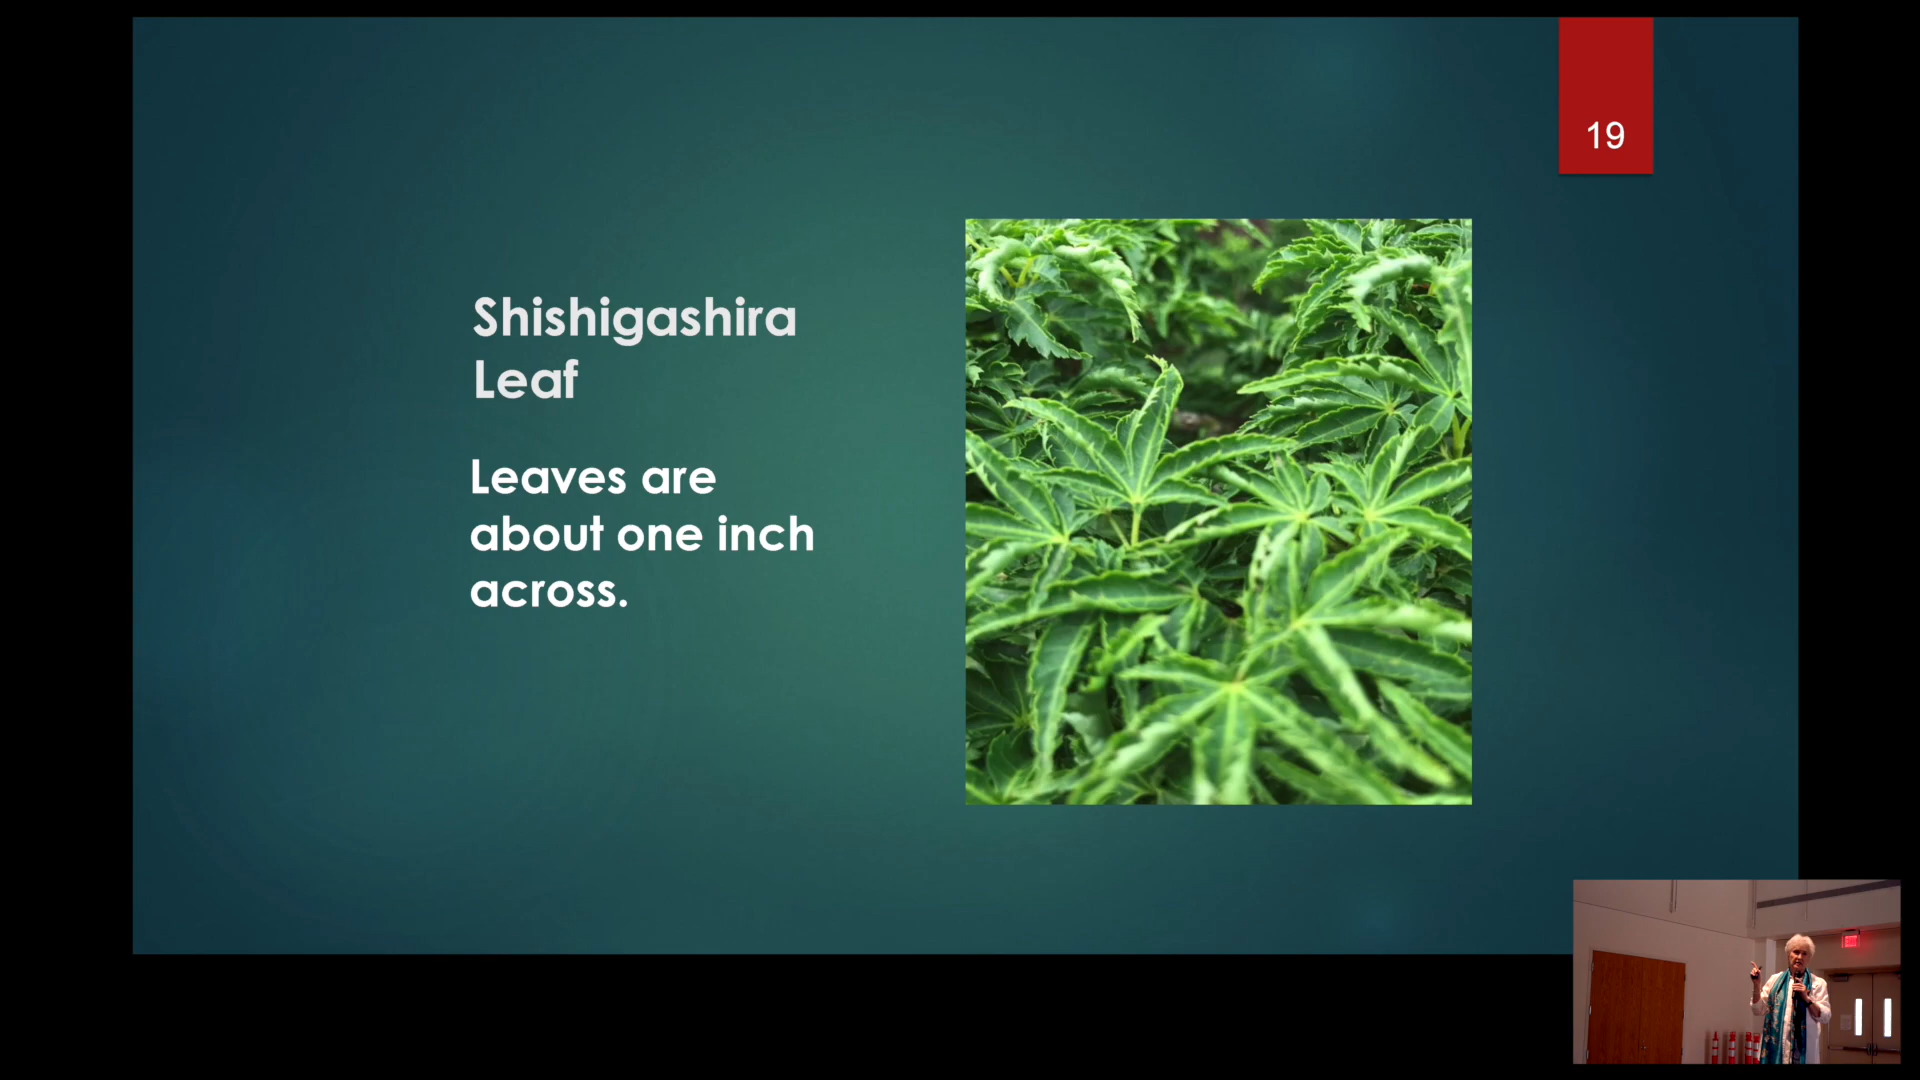 19
Shishigashira
Leaf
Leaves are
about one inch
across.